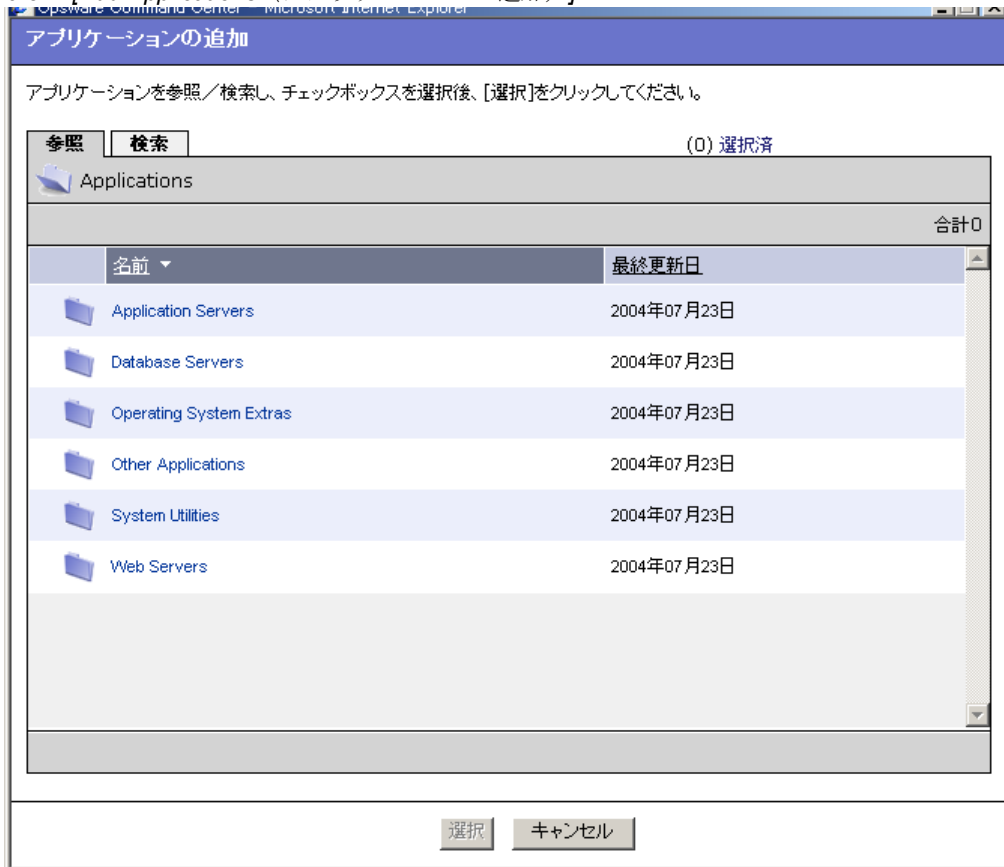 Opsware Command Center - Microsoft Internet Explorer
アプリケーションの追加
アプリケーションを参照／検索し、チェックボックスを選択後、[選択]をクリックしてください。
参照 検索 (0) 選択済
Applications
合計0
名前 最終更新日
Application Servers 2004年07月23日
Database Servers 2004年07月23日
Operating System Extras 2004年07月23日
Other Applications 2004年07月23日
System Utilities 2004年07月23日
Web Servers 2004年07月23日
選択 キャンセル